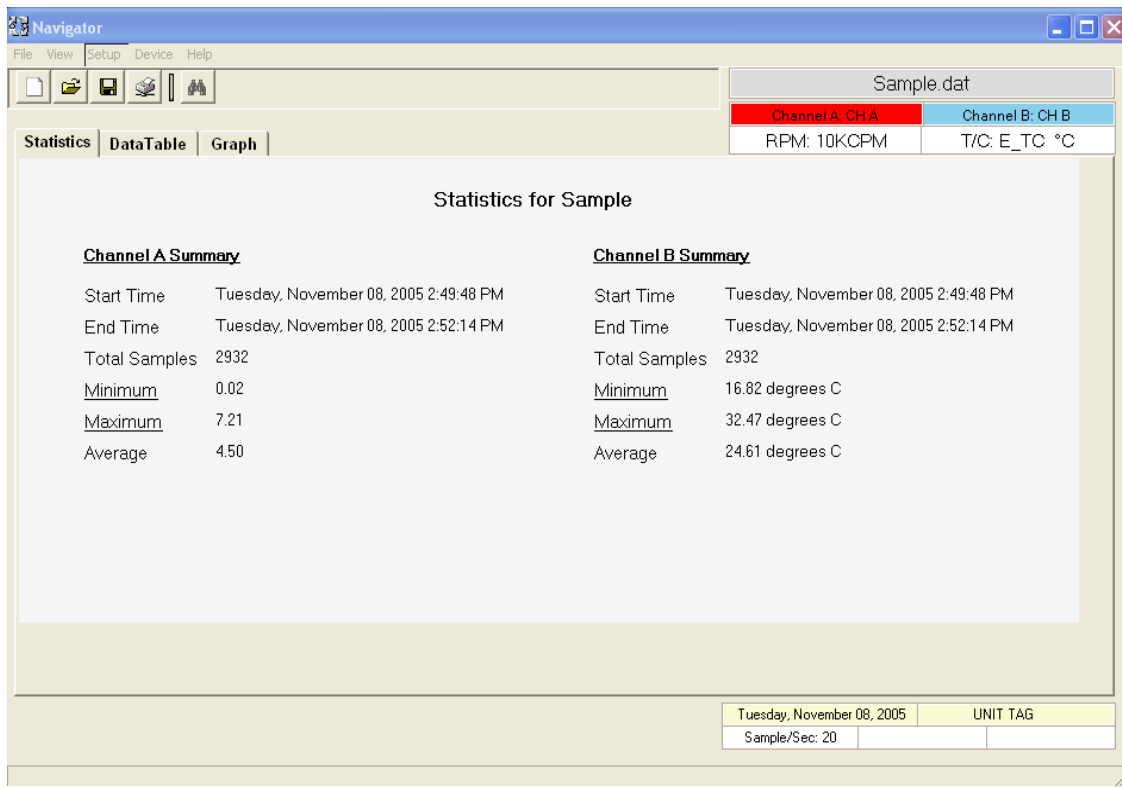 Navigator
File View Setup Device Help
Sample.dat
Channel A: CH A Channel B: CH B
RPM: 10KCPM T/C: E_TC °C
Statistics DataTable Graph
Statistics for Sample
Channel A Summary
Start Time Tuesday, November 08, 2005 2:49:48 PM
End Time Tuesday, November 08, 2005 2:52:14 PM
Total Samples 2932
Minimum 0.02
Maximum 7.21
Average 4.50
Channel B Summary
Start Time Tuesday, November 08, 2005 2:49:48 PM
End Time Tuesday, November 08, 2005 2:52:14 PM
Total Samples 2932
Minimum 16.82 degrees C
Maximum 32.47 degrees C
Average 24.61 degrees C
Tuesday, November 08, 2005 UNIT TAG
Sample/Sec: 20